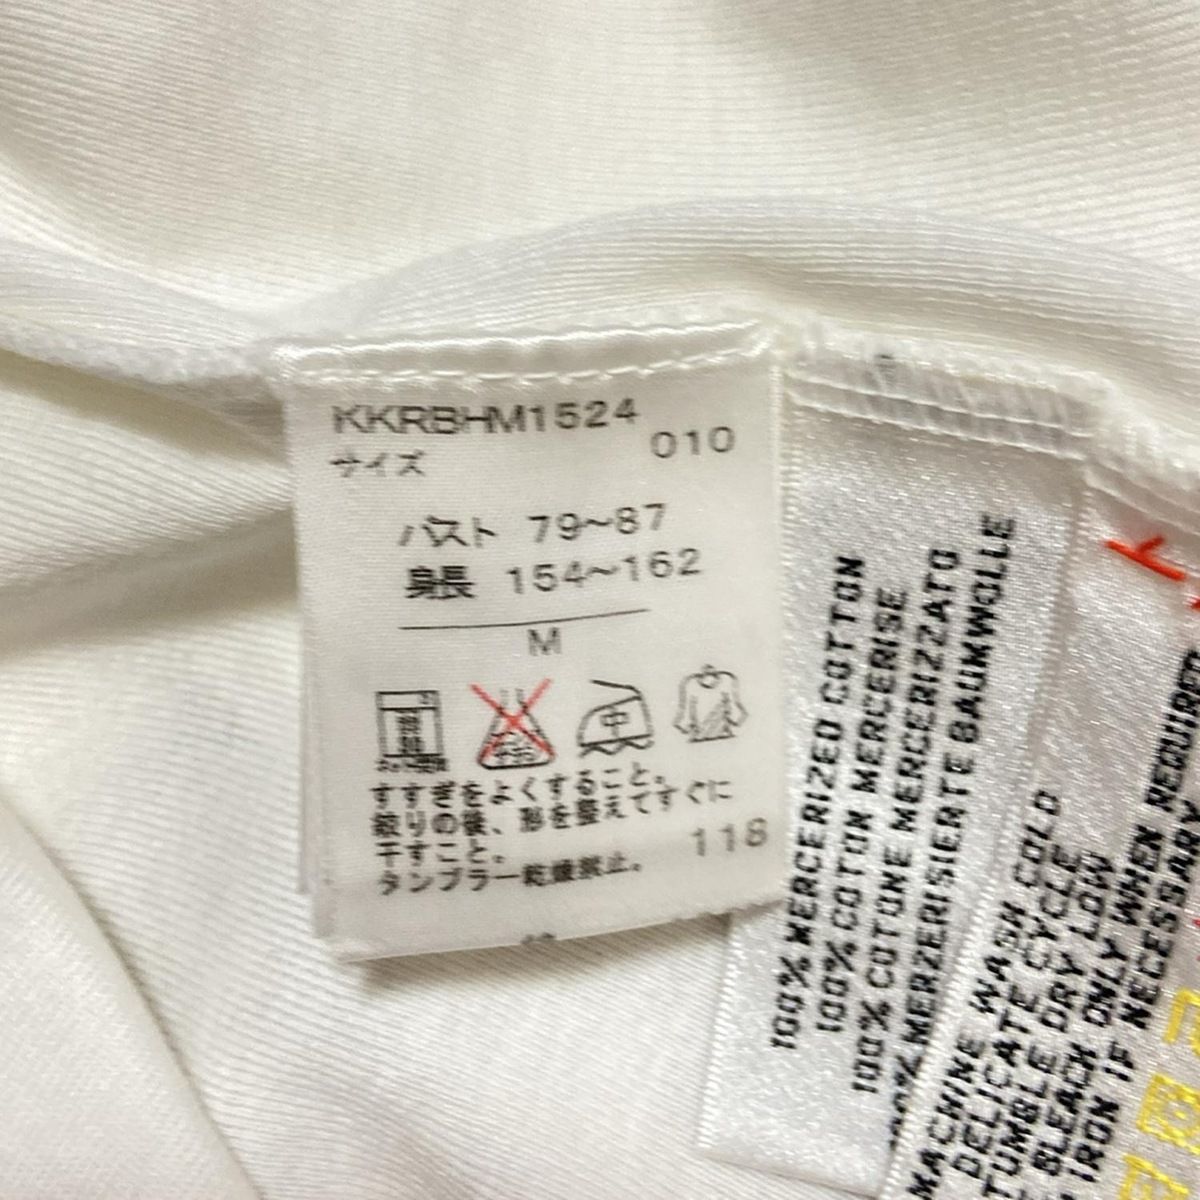 KKRBHM1524
010
サイズ
バスト 79～87
身長 154～162
M
中
すすぎをよくすること。
絞りの後、形を整えてすぐに
干すこと。
タンブラー乾燥禁止。
118
100% MERCERIZED COTTON
100% COTON MERCERISE
100% COTONE MERCERIZZATO
100% MERZERISIERTE BAUMWOLLE
MACHINE WASH COLD
DELICATE CYCLE
TUMBLE DRY LOW
BLEACH ONLY WHEN REQUIRED
IRON IF NECESSARY